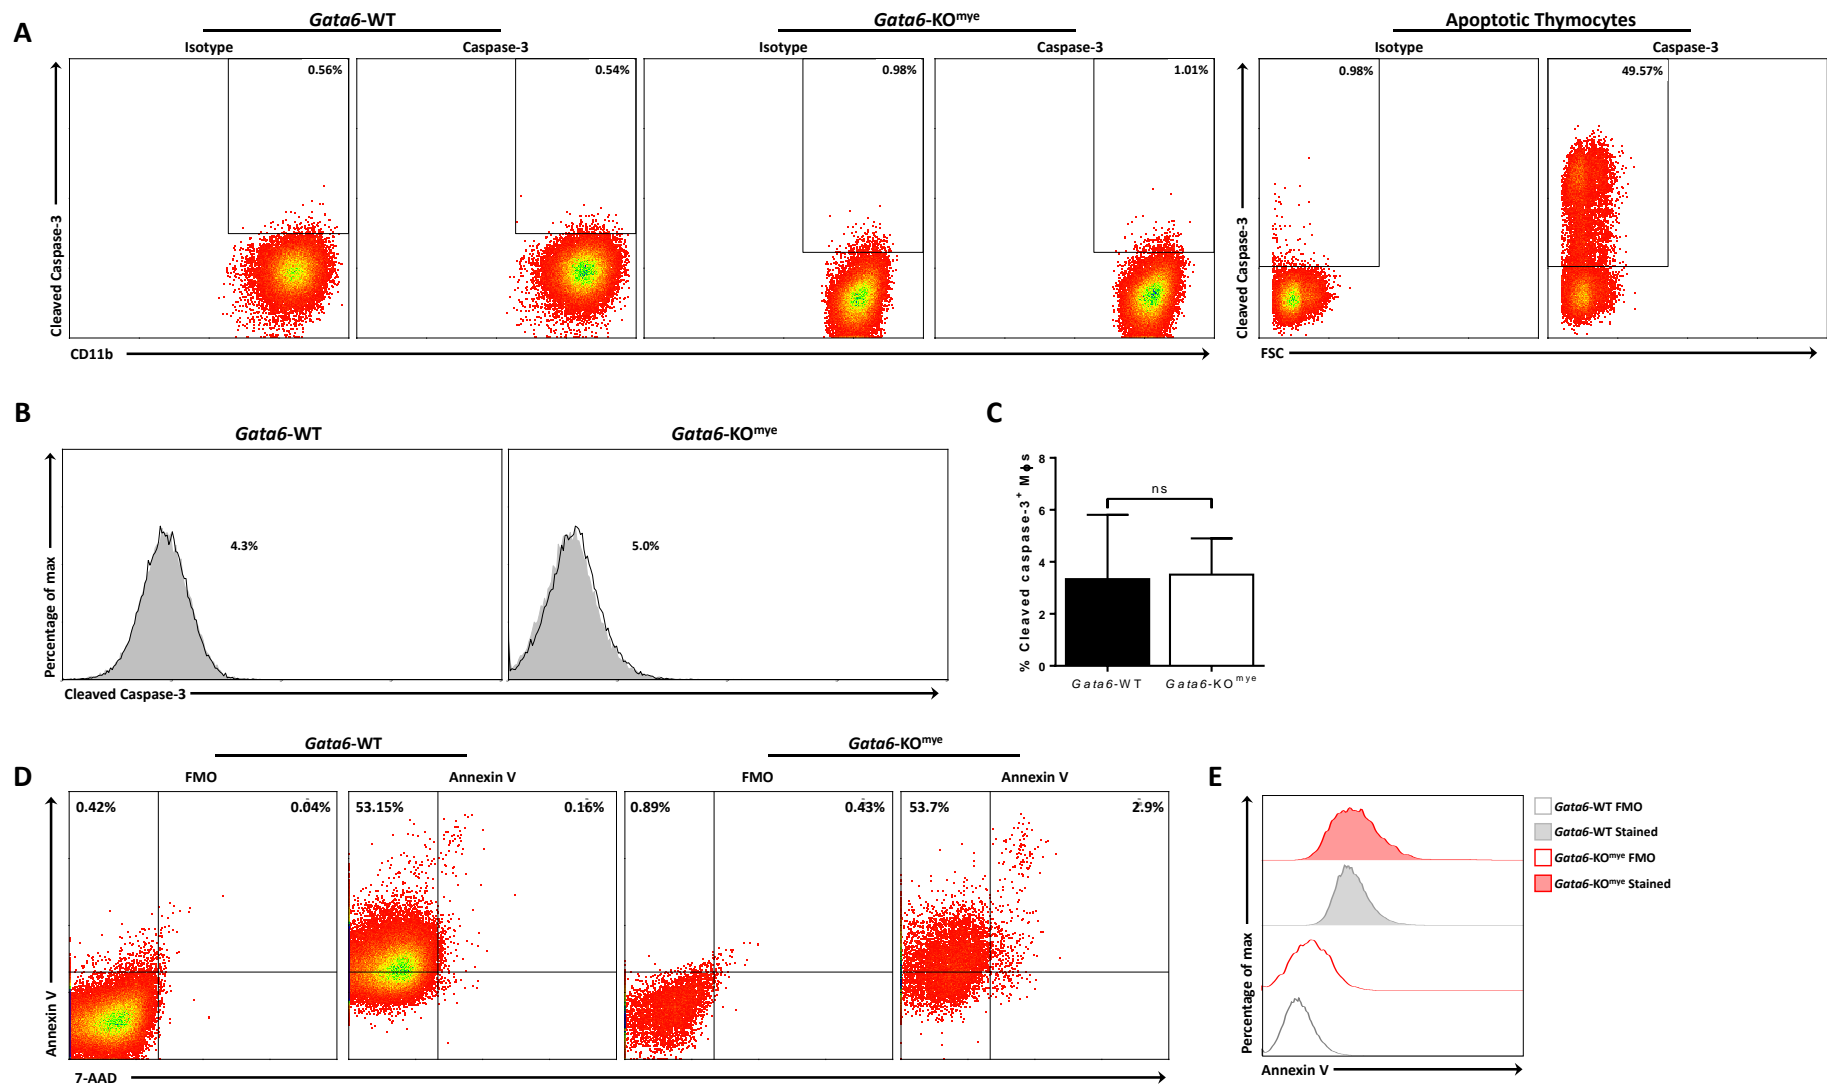 A
Gata6-WT
Gata6-KOmye
Apoptotic Thymocytes
Isotype
Caspase-3
Isotype
Caspase-3
Isotype
Caspase-3
0.56%
0.54%
0.98%
1.01%
0.98%
49.57%
Cleaved Caspase-3
Cleaved Caspase-3
CD11b
FSC
B
Gata6-WT
Gata6-KOmye
4.3%
5.0%
Percentage of max
Cleaved Caspase-3
C
% Cleaved caspase-3+ Mφs
8
6
4
2
0
ns
Gata6-WT
Gata6-KOmye
D
Gata6-WT
Gata6-KOmye
FMO
Annexin V
FMO
Annexin V
0.42%
0.04%
53.15%
0.16%
0.89%
0.43%
53.7%
2.9%
Annexin V
7-AAD
E
Percentage of max
Annexin V
Gata6-WT FMO
Gata6-WT Stained
Gata6-KOmye FMO
Gata6-KOmye Stained